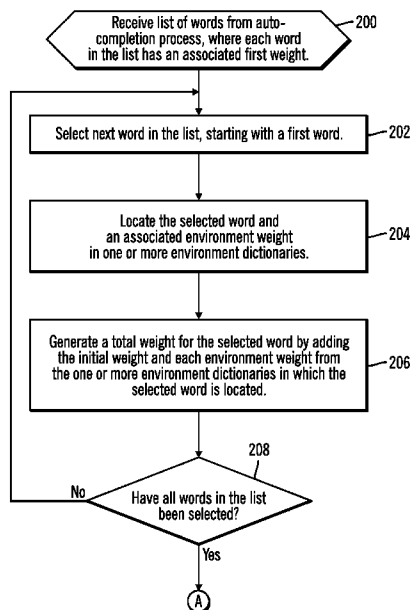 Receive list of words from auto-
completion process, where each word
in the list has an associated first weight.
200
Select next word in the list, starting with a first word.
202
Locate the selected word and
an associated environment weight
in one or more environment dictionaries.
204
Generate a total weight for the selected word by adding
the initial weight and each environment weight from
the one or more environment dictionaries in which the
selected word is located.
206
208
No
Have all words in the list
been selected?
Yes
A